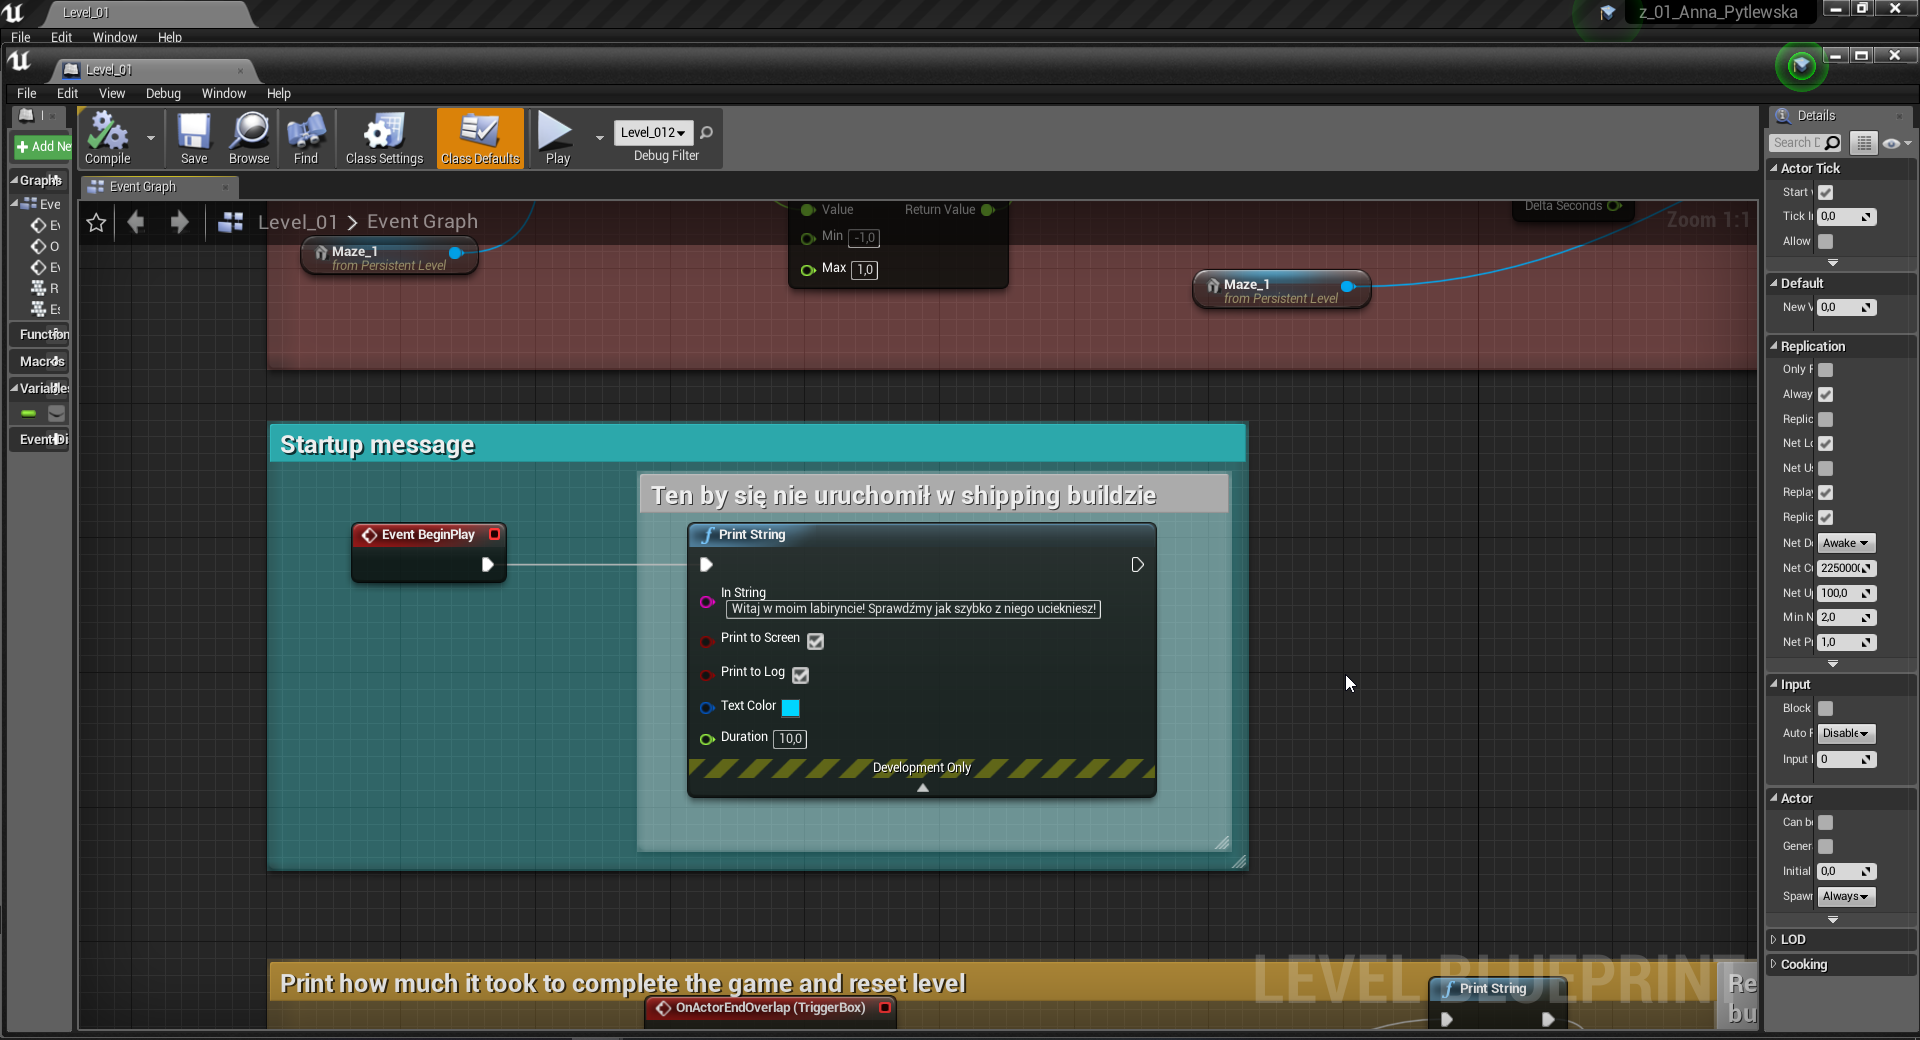 Level_01
z_01_Anna_Pytlewska
File Edit Window Help
Level_01
File Edit View Debug Window Help
Add Ne
Compile
Save
Browse
Find
Class Settings
Class Defaults
Play
Level_012
Debug Filter
Event Graph
Level_01 > Event Graph
Zoom 1:1
Graphs
Eve
Ev
O
Ev
R
Es
Function
Macros
Variables
Event Di
Maze_1
from Persistent Level
Value Return Value
Min -1,0
Max 1,0
Delta Seconds
Maze_1
from Persistent Level
Startup message
Ten by się nie uruchomił w shipping buildzie
Event BeginPlay
Print String
In String
Witaj w moim labiryncie! Sprawdźmy jak szybko z niego uciekniesz!
Print to Screen
Print to Log
Text Color
Duration 10,0
Development Only
Print how much it took to complete the game and reset level
OnActorEndOverlap (TriggerBox)
LEVEL BLUEPRINT
Print String
Re
bu
Details
Search
Actor Tick
Start
Tick I 0,0
Allow
Default
New V 0,0
Replication
Only R
Alway
Replic
Net Lo
Net U
Replay
Replic
Net D Awake
Net C 225000
Net U 100,0
Min N 2,0
Net P 1,0
Input
Block
Auto R Disable
Input 0
Actor
Can be
Gener
Initial 0,0
Spawn Always
LOD
Cooking